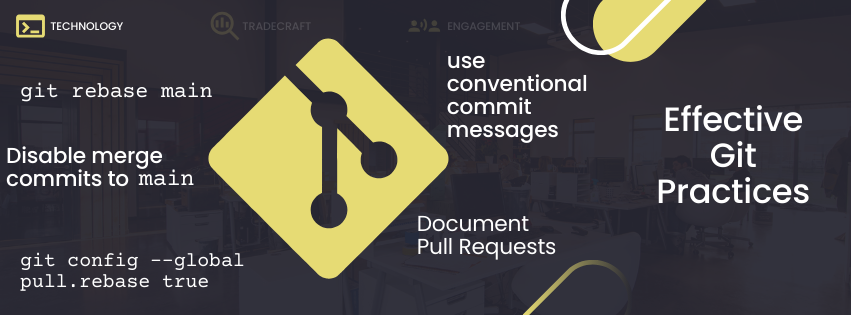 TECHNOLOGY
TRADECRAFT
ENGAGEMENT
git rebase main
Disable merge
commits to main
git config --global
pull.rebase true
use
conventional
commit
messages
Document
Pull Requests
Effective
Git
Practices